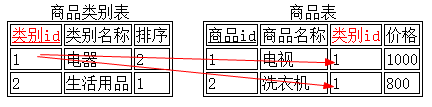 商品类别表
类别id 类别名称 排序
1 电器 2
2 生活用品 1
商品表
商品id 商品名称 类别id 价格
1 电视 1 1000
2 洗衣机 1 800